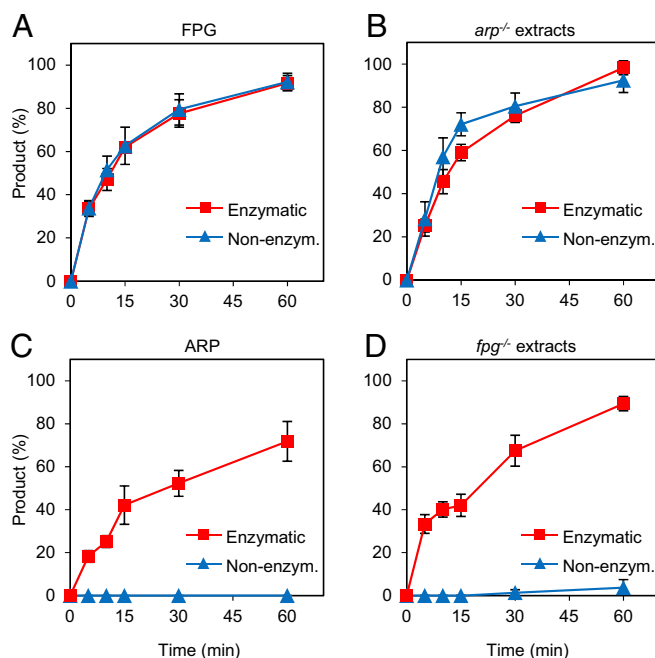 A
FPG
Product (%)
100
80
60
40
20
0
Enzymatic
Non-enzym.
0 15 30 45 60
B
arp-/- extracts
100
80
60
40
20
0
Enzymatic
Non-enzym.
0 15 30 45 60
C
ARP
Product (%)
100
80
60
40
20
0
Enzymatic
Non-enzym.
0 15 30 45 60
Time (min)
D
fpg-/- extracts
100
80
60
40
20
0
Enzymatic
Non-enzym.
0 15 30 45 60
Time (min)